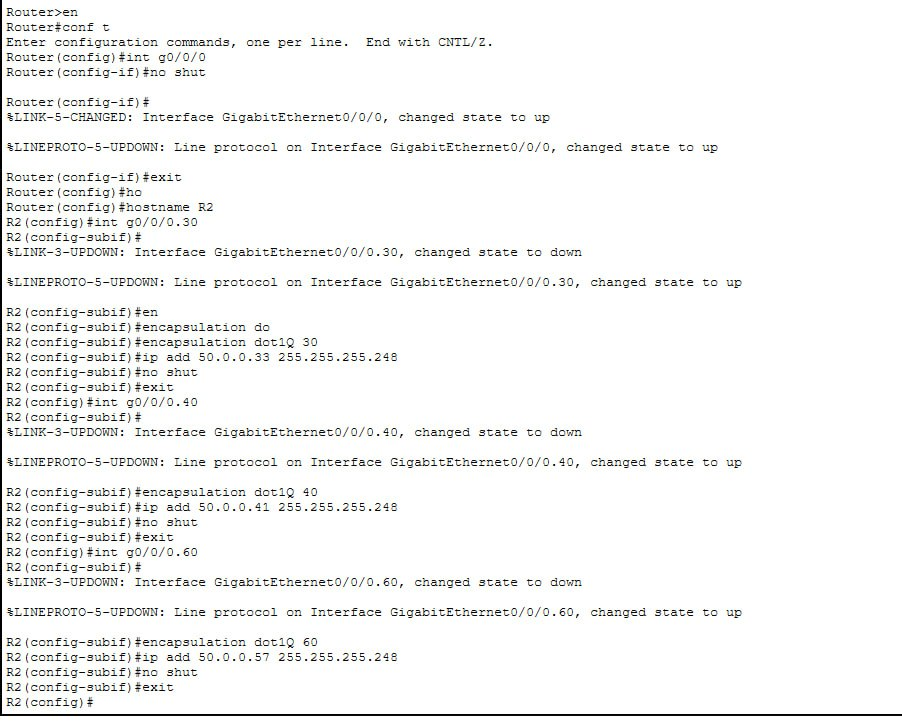 Router>en
Router#conf t
Enter configuration commands, one per line.  End with CNTL/Z.
Router(config)#int g0/0/0
Router(config-if)#no shut
Router(config-if)#
%LINK-5-CHANGED: Interface GigabitEthernet0/0/0, changed state to up
%LINEPROTO-5-UPDOWN: Line protocol on Interface GigabitEthernet0/0/0, changed state to up
Router(config-if)#exit
Router(config)#ho
Router(config)#hostname R2
R2(config)#int g0/0/0.30
R2(config-subif)#
%LINK-3-UPDOWN: Interface GigabitEthernet0/0/0.30, changed state to down
%LINEPROTO-5-UPDOWN: Line protocol on Interface GigabitEthernet0/0/0.30, changed state to up
R2(config-subif)#en
R2(config-subif)#encapsulation do
R2(config-subif)#encapsulation dot1Q 30
R2(config-subif)#ip add 50.0.0.33 255.255.255.248
R2(config-subif)#no shut
R2(config-subif)#exit
R2(config)#int g0/0/0.40
R2(config-subif)#
%LINK-3-UPDOWN: Interface GigabitEthernet0/0/0.40, changed state to down
%LINEPROTO-5-UPDOWN: Line protocol on Interface GigabitEthernet0/0/0.40, changed state to up
R2(config-subif)#encapsulation dot1Q 40
R2(config-subif)#ip add 50.0.0.41 255.255.255.248
R2(config-subif)#no shut
R2(config-subif)#exit
R2(config)#int g0/0/0.60
R2(config-subif)#
%LINK-3-UPDOWN: Interface GigabitEthernet0/0/0.60, changed state to down
%LINEPROTO-5-UPDOWN: Line protocol on Interface GigabitEthernet0/0/0.60, changed state to up
R2(config-subif)#encapsulation dot1Q 60
R2(config-subif)#ip add 50.0.0.57 255.255.255.248
R2(config-subif)#no shut
R2(config-subif)#exit
R2(config)#